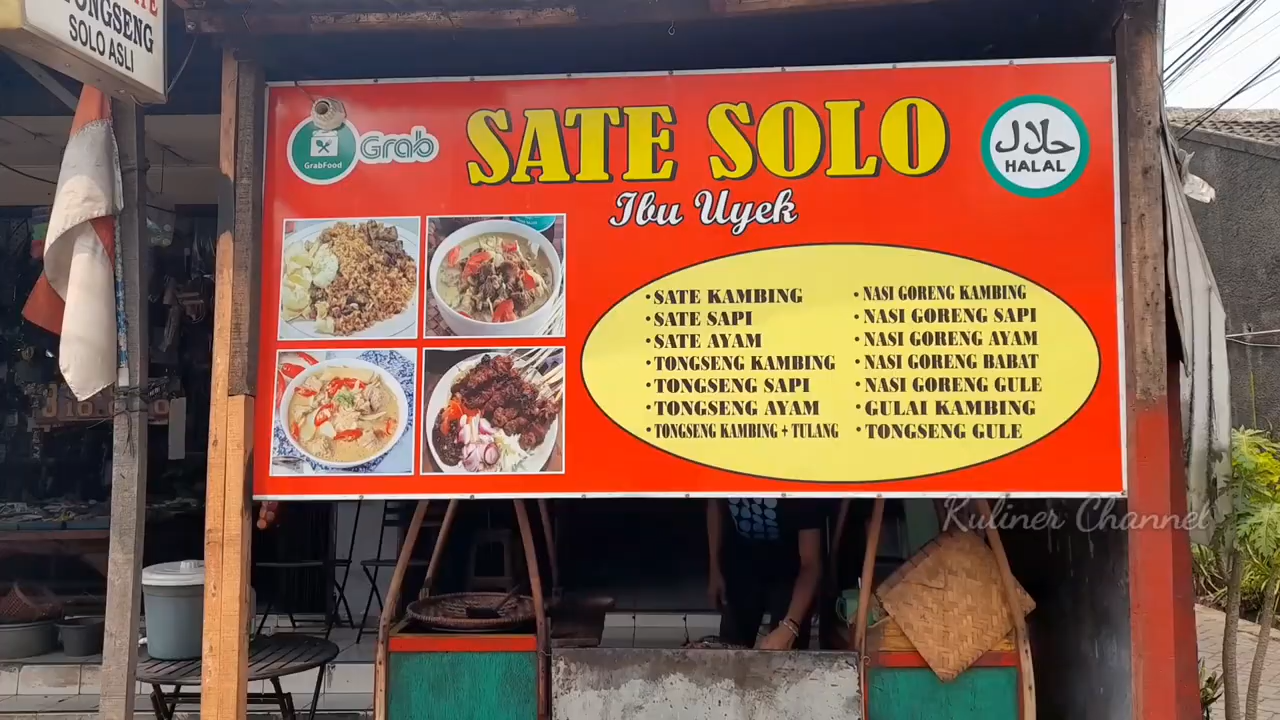 TONGSENG
SOLO ASLI
GrabFood
Grab
SATE SOLO
Ibu Uyek
حلال
HALAL
•SATE KAMBING
•SATE SAPI
•SATE AYAM
•TONGSENG KAMBING
•TONGSENG SAPI
•TONGSENG AYAM
•TONGSENG KAMBING + TULANG
•NASI GORENG KAMBING
•NASI GORENG SAPI
•NASI GORENG AYAM
•NASI GORENG BABAT
•NASI GORENG GULE
•GULAI KAMBING
•TONGSENG GULE
Kuliner Channel